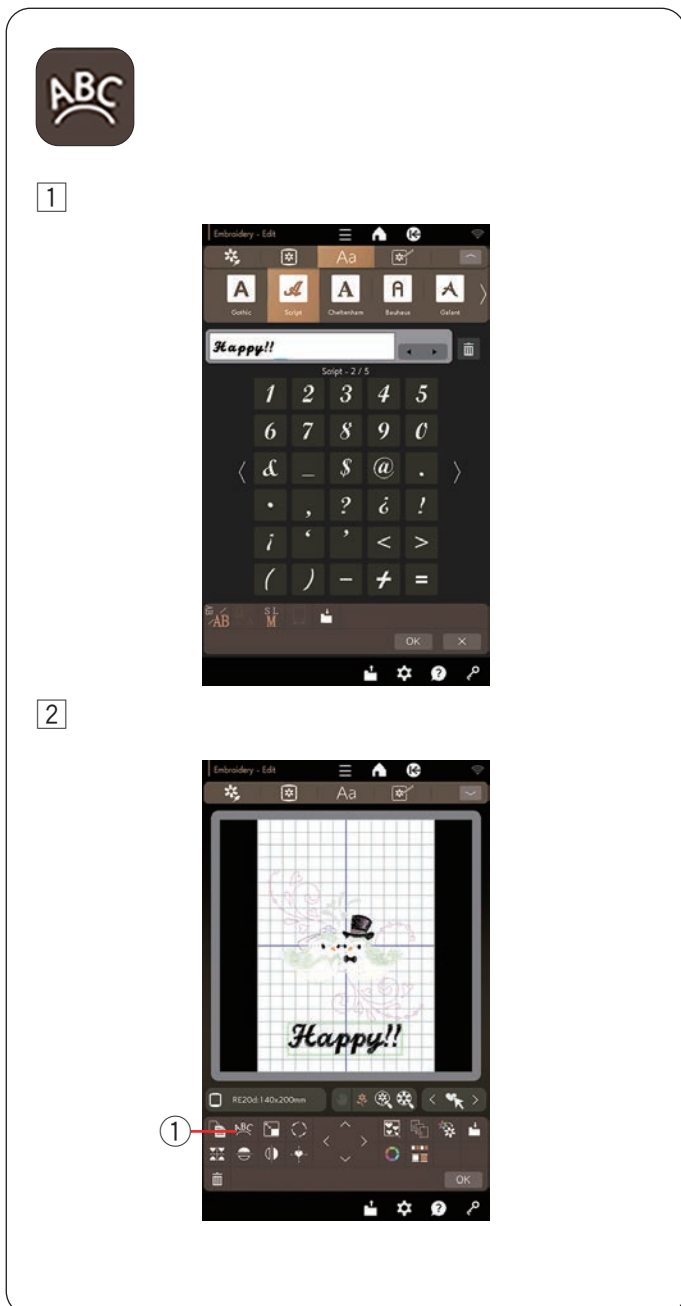 ABC
1
Embroidery - Edit
Aa
A A A A A
Gothic Script Cheltenham Bauhaus Galant
Happy!!
Script - 2 / 5
1 2 3 4 5
6 7 8 9 0
& _ $ @ .
· , ? ¿ !
¡ ‘ ’ < >
( ) - + =
AB S L
M
OK ×
?
2
Embroidery - Edit
Aa
Happy!!
RE20d:140x200mm
1 ABC
OK
?